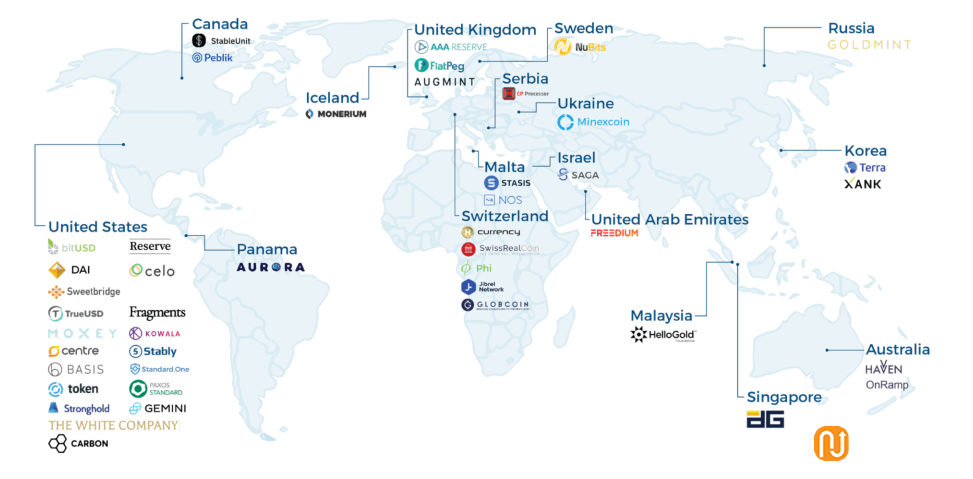 Canada
StableUnit
Peblik
United Kingdom
AAA RESERVE
FlatPeg
AUGMINT
Sweden
NuBits
Russia
GOLDMINT
Iceland
MONERIUM
Serbia
CP Processor
Ukraine
Minexcoin
Malta
STASIS
NOS
Israel
SAGA
Korea
Terra
XANK
United States
bitUSD
Reserve
DAI
celo
Sweetbridge
TrueUSD
Fragments
MOXEY
KOWALA
centre
Stably
BASIS
Standard.One
token
PAXOS
STANDARD
Stronghold
GEMINI
THE WHITE COMPANY
CARBON
Panama
AURORA
Switzerland
currency
SwissRealCoin
Phi
Jibrel
Network
GLOBCOIN
United Arab Emirates
FREEDIUM
Malaysia
HelloGold
Foundation
Singapore
DG
Australia
HAVEN
OnRamp